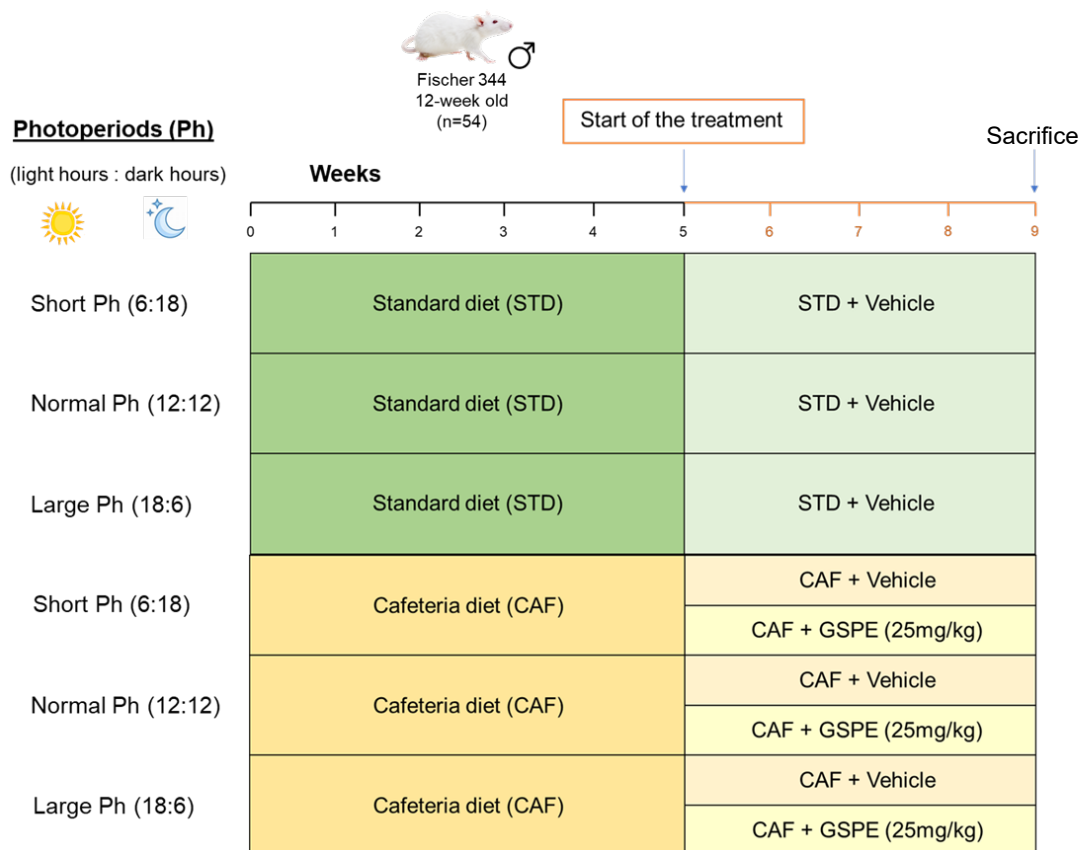 Fischer 344
12-week old
(n=54)
Start of the treatment
Sacrifice
Photoperiods (Ph)
(light hours : dark hours)
Weeks
0 1 2 3 4 5 6 7 8 9
Short Ph (6:18) Standard diet (STD) STD + Vehicle
Normal Ph (12:12) Standard diet (STD) STD + Vehicle
Large Ph (18:6) Standard diet (STD) STD + Vehicle
Short Ph (6:18) Cafeteria diet (CAF) CAF + Vehicle
CAF + GSPE (25mg/kg)
Normal Ph (12:12) Cafeteria diet (CAF) CAF + Vehicle
CAF + GSPE (25mg/kg)
Large Ph (18:6) Cafeteria diet (CAF) CAF + Vehicle
CAF + GSPE (25mg/kg)